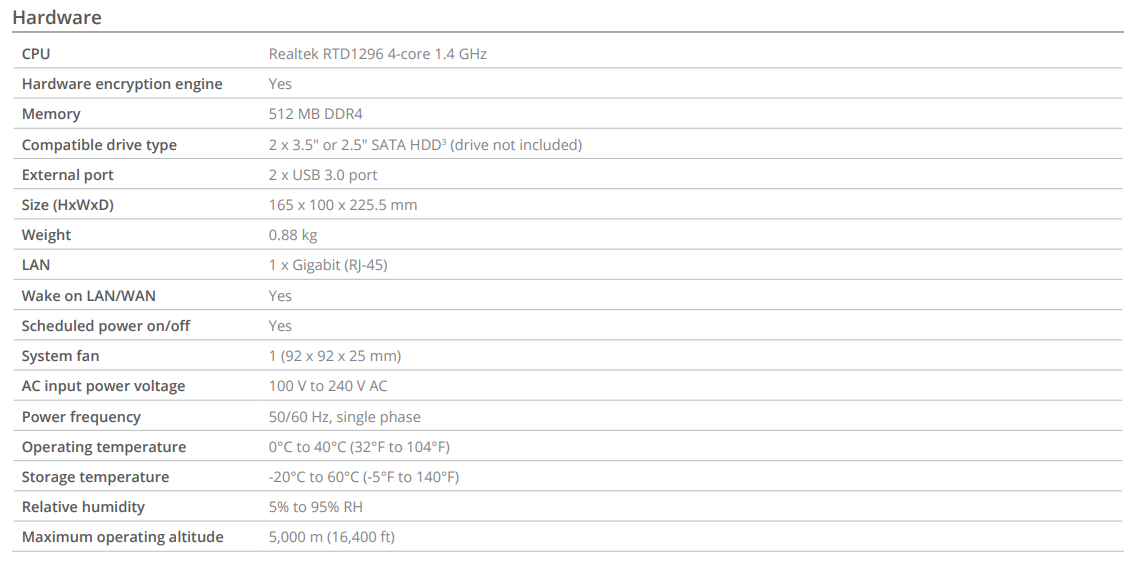 Hardware
CPU Realtek RTD1296 4-core 1.4 GHz
Hardware encryption engine Yes
Memory 512 MB DDR4
Compatible drive type 2 x 3.5" or 2.5" SATA HDD³ (drive not included)
External port 2 x USB 3.0 port
Size (HxWxD) 165 x 100 x 225.5 mm
Weight 0.88 kg
LAN 1 x Gigabit (RJ-45)
Wake on LAN/WAN Yes
Scheduled power on/off Yes
System fan 1 (92 x 92 x 25 mm)
AC input power voltage 100 V to 240 V AC
Power frequency 50/60 Hz, single phase
Operating temperature 0°C to 40°C (32°F to 104°F)
Storage temperature -20°C to 60°C (-5°F to 140°F)
Relative humidity 5% to 95% RH
Maximum operating altitude 5,000 m (16,400 ft)